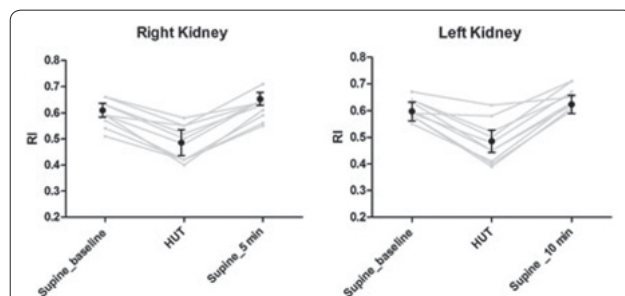 Right Kidney
0.8
0.7
0.6
0.5
0.4
0.3
0.2
RI
Supine_baseline
HUT
Supine_5 min
Left Kidney
0.8
0.7
0.6
0.5
0.4
0.3
0.2
RI
Supine_baseline
HUT
Supine_10 min